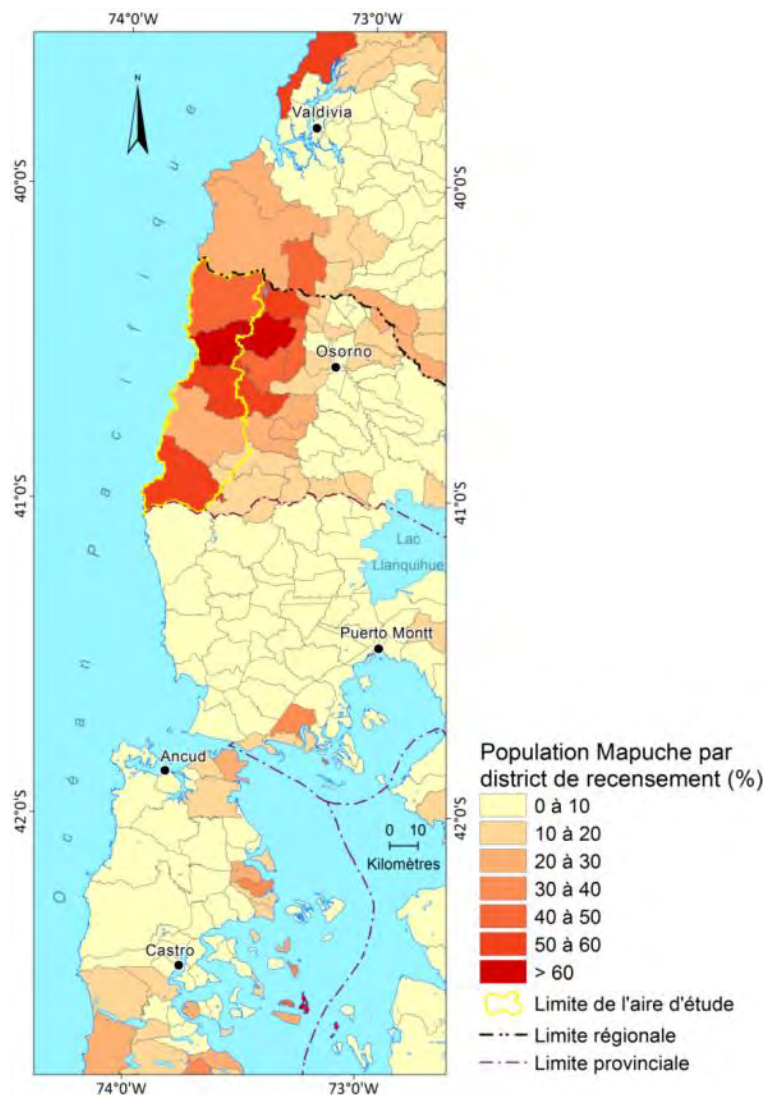 74°0'W
73°0'W
N
Valdivia
40°0'S
40°0'S
Osorno
Océan Pacifique
41°0'S
41°0'S
Lac
Llanquihue
Puerto Montt
Ancud
42°0'S
42°0'S
0 10
Kilomètres
Castro
74°0'W
73°0'W
Population Mapuche par
district de recensement (%)
0 à 10
10 à 20
20 à 30
30 à 40
40 à 50
50 à 60
> 60
Limite de l'aire d'étude
Limite régionale
Limite provinciale